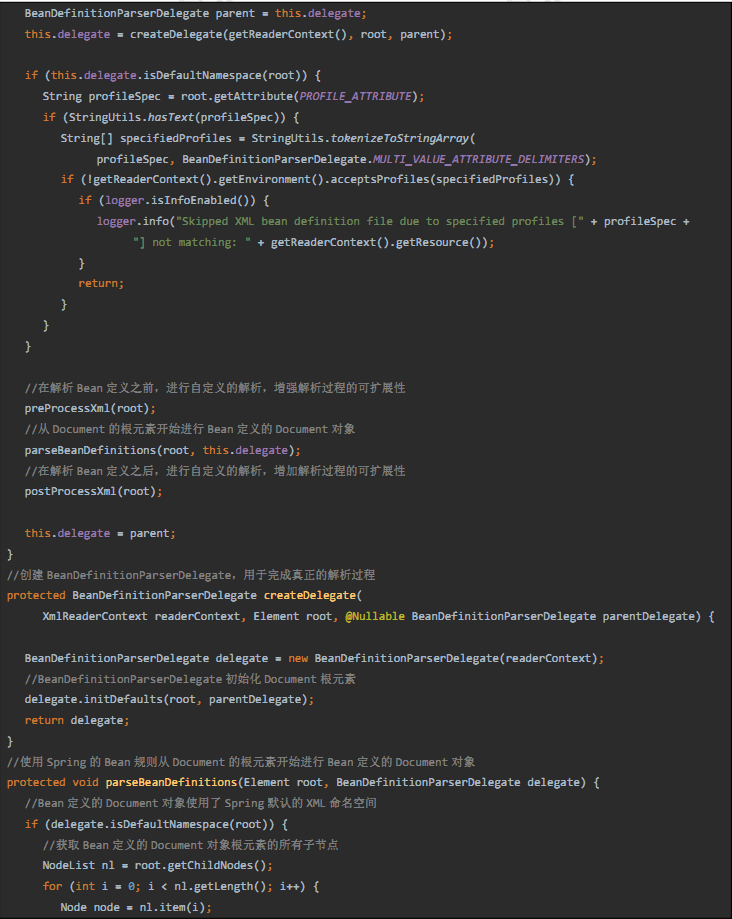 BeanDefinitionParserDelegate parent = this.delegate;
this.delegate = createDelegate(getReaderContext(), root, parent);
if (this.delegate.isDefaultNamespace(root)) {
String profileSpec = root.getAttribute(PROFILE_ATTRIBUTE);
if (StringUtils.hasText(profileSpec)) {
String[] specifiedProfiles = StringUtils.tokenizeToStringArray(
profileSpec, BeanDefinitionParserDelegate.MULTI_VALUE_ATTRIBUTE_DELIMITERS);
if (!getReaderContext().getEnvironment().acceptsProfiles(specifiedProfiles)) {
if (logger.isInfoEnabled()) {
logger.info("Skipped XML bean definition file due to specified profiles [" + profileSpec +
"] not matching: " + getReaderContext().getResource());
}
return;
}
}
}
//在解析 Bean 定义之前，进行自定义的解析，增强解析过程的可扩展性
preProcessXml(root);
//从 Document 的根元素开始进行 Bean 定义的 Document 对象
parseBeanDefinitions(root, this.delegate);
//在解析 Bean 定义之后，进行自定义的解析，增加解析过程的可扩展性
postProcessXml(root);
this.delegate = parent;
}
//创建 BeanDefinitionParserDelegate，用于完成真正的解析过程
protected BeanDefinitionParserDelegate createDelegate(
XmlReaderContext readerContext, Element root, @Nullable BeanDefinitionParserDelegate parentDelegate) {
BeanDefinitionParserDelegate delegate = new BeanDefinitionParserDelegate(readerContext);
//BeanDefinitionParserDelegate 初始化 Document 根元素
delegate.initDefaults(root, parentDelegate);
return delegate;
}
//使用 Spring 的 Bean 规则从 Document 的根元素开始进行 Bean 定义的 Document 对象
protected void parseBeanDefinitions(Element root, BeanDefinitionParserDelegate delegate) {
//Bean 定义的 Document 对象使用了 Spring 默认的 XML 命名空间
if (delegate.isDefaultNamespace(root)) {
//获取 Bean 定义的 Document 对象根元素的所有子节点
NodeList nl = root.getChildNodes();
for (int i = 0; i < nl.getLength(); i++) {
Node node = nl.item(i);